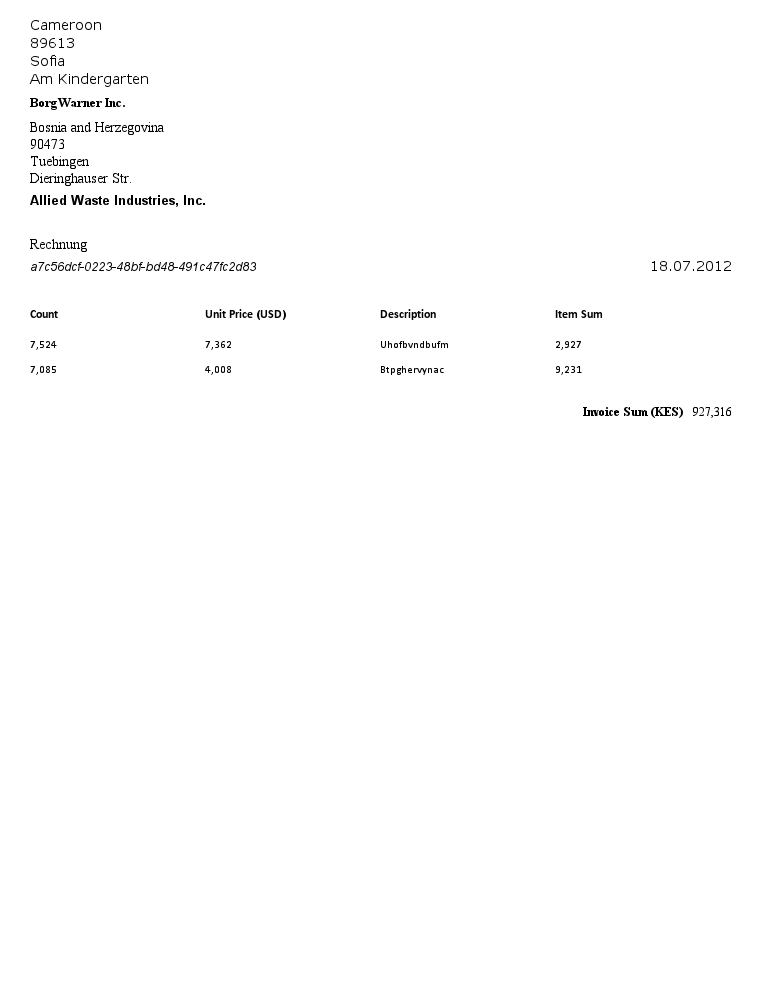 Cameroon
89613
Sofia
Am Kindergarten
BorgWarner Inc.
Bosnia and Herzegovina
90473
Tuebingen
Dieringhauser Str.
Allied Waste Industries, Inc.
Rechnung
a7c56dcf-0223-48bf-bd48-491c47fc2d83 18.07.2012
Count Unit Price (USD) Description Item Sum
7,524 7,362 Uhofbvndbufm 2,927
7,085 4,008 Btpghervynac 9,231
Invoice Sum (KES) 927,316